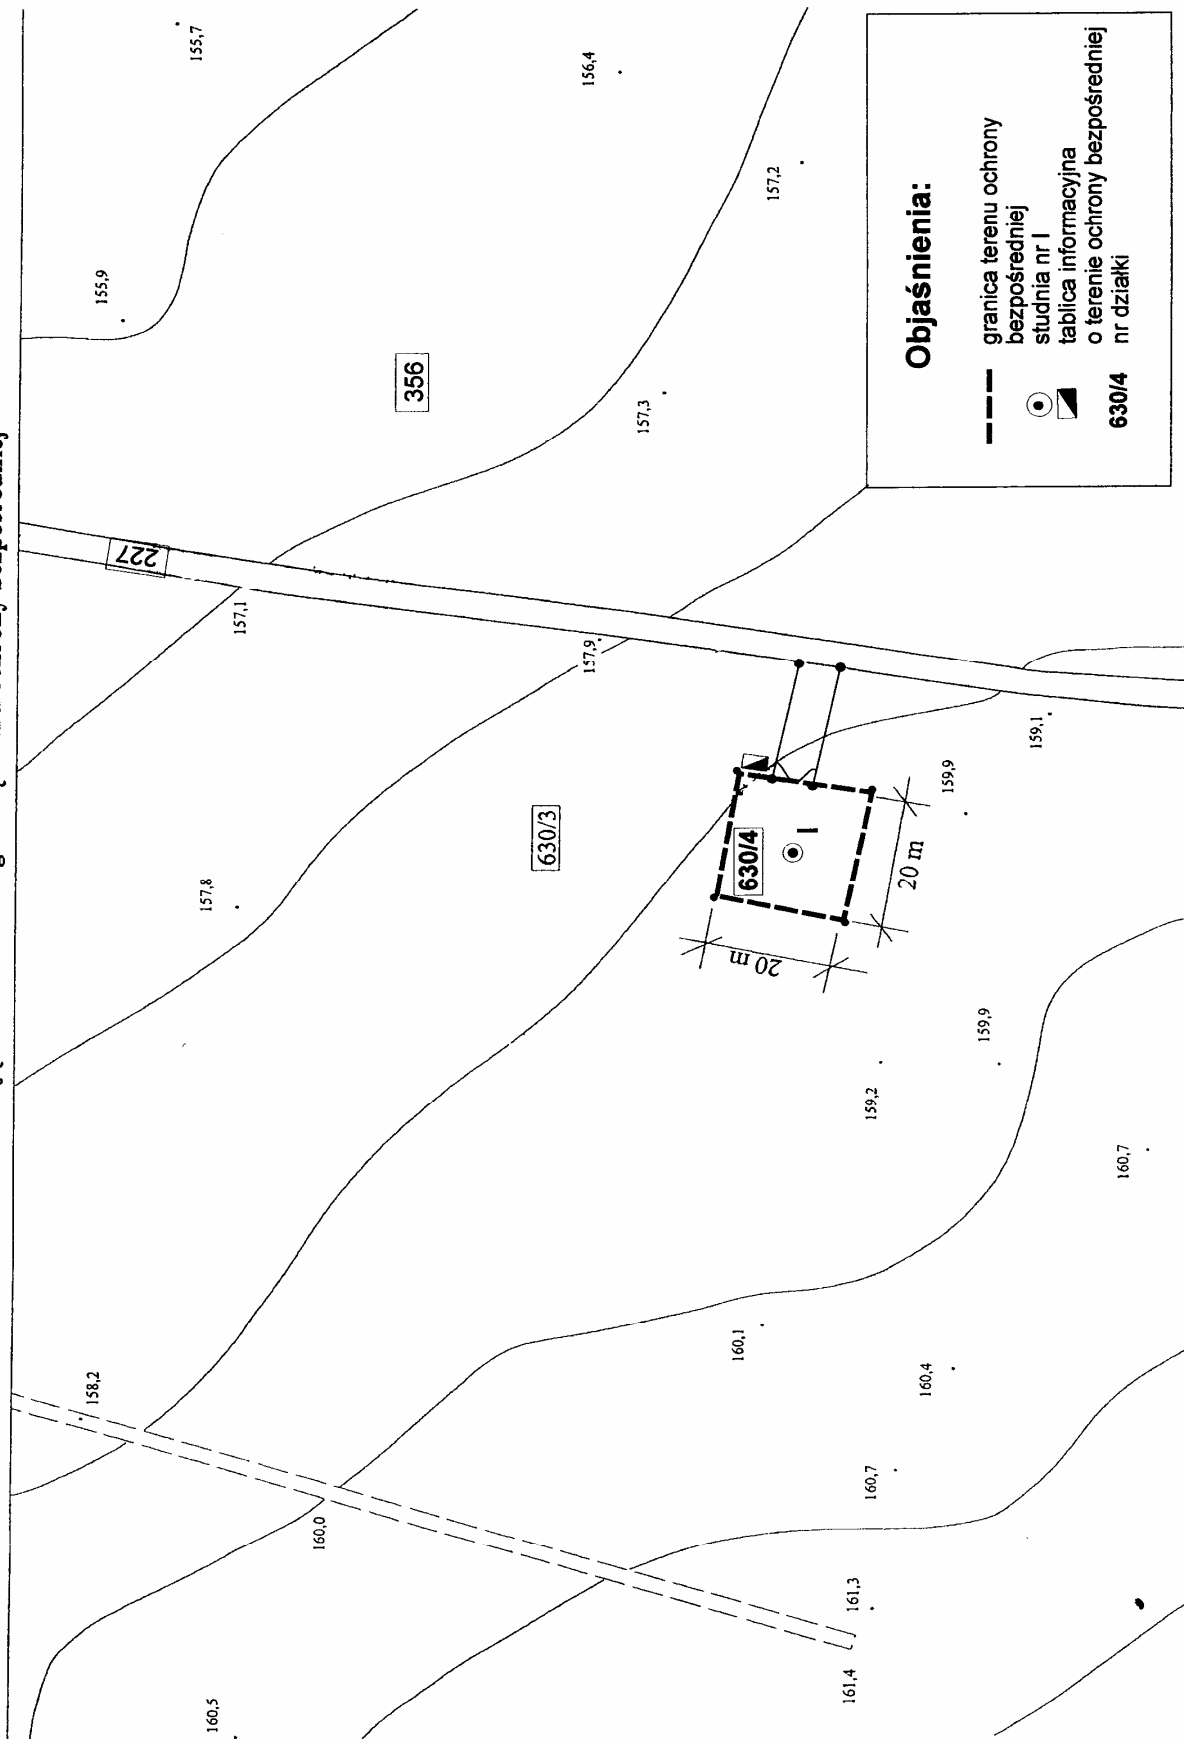 155,7
156,4
157,2
155,9
356
157,3
227
157,1
157,9
159,1
159,9
630/3
630/4
I
20 m
20 m
157,8
159,9
159,2
160,7
158,2
160,1
160,4
160,7
160,0
161,3
161,4
160,5
Objaśnienia:
granica terenu ochrony
bezpośredniej
studnia nr I
tablica informacyjna
o terenie ochrony bezpośredniej
630/4 nr działki